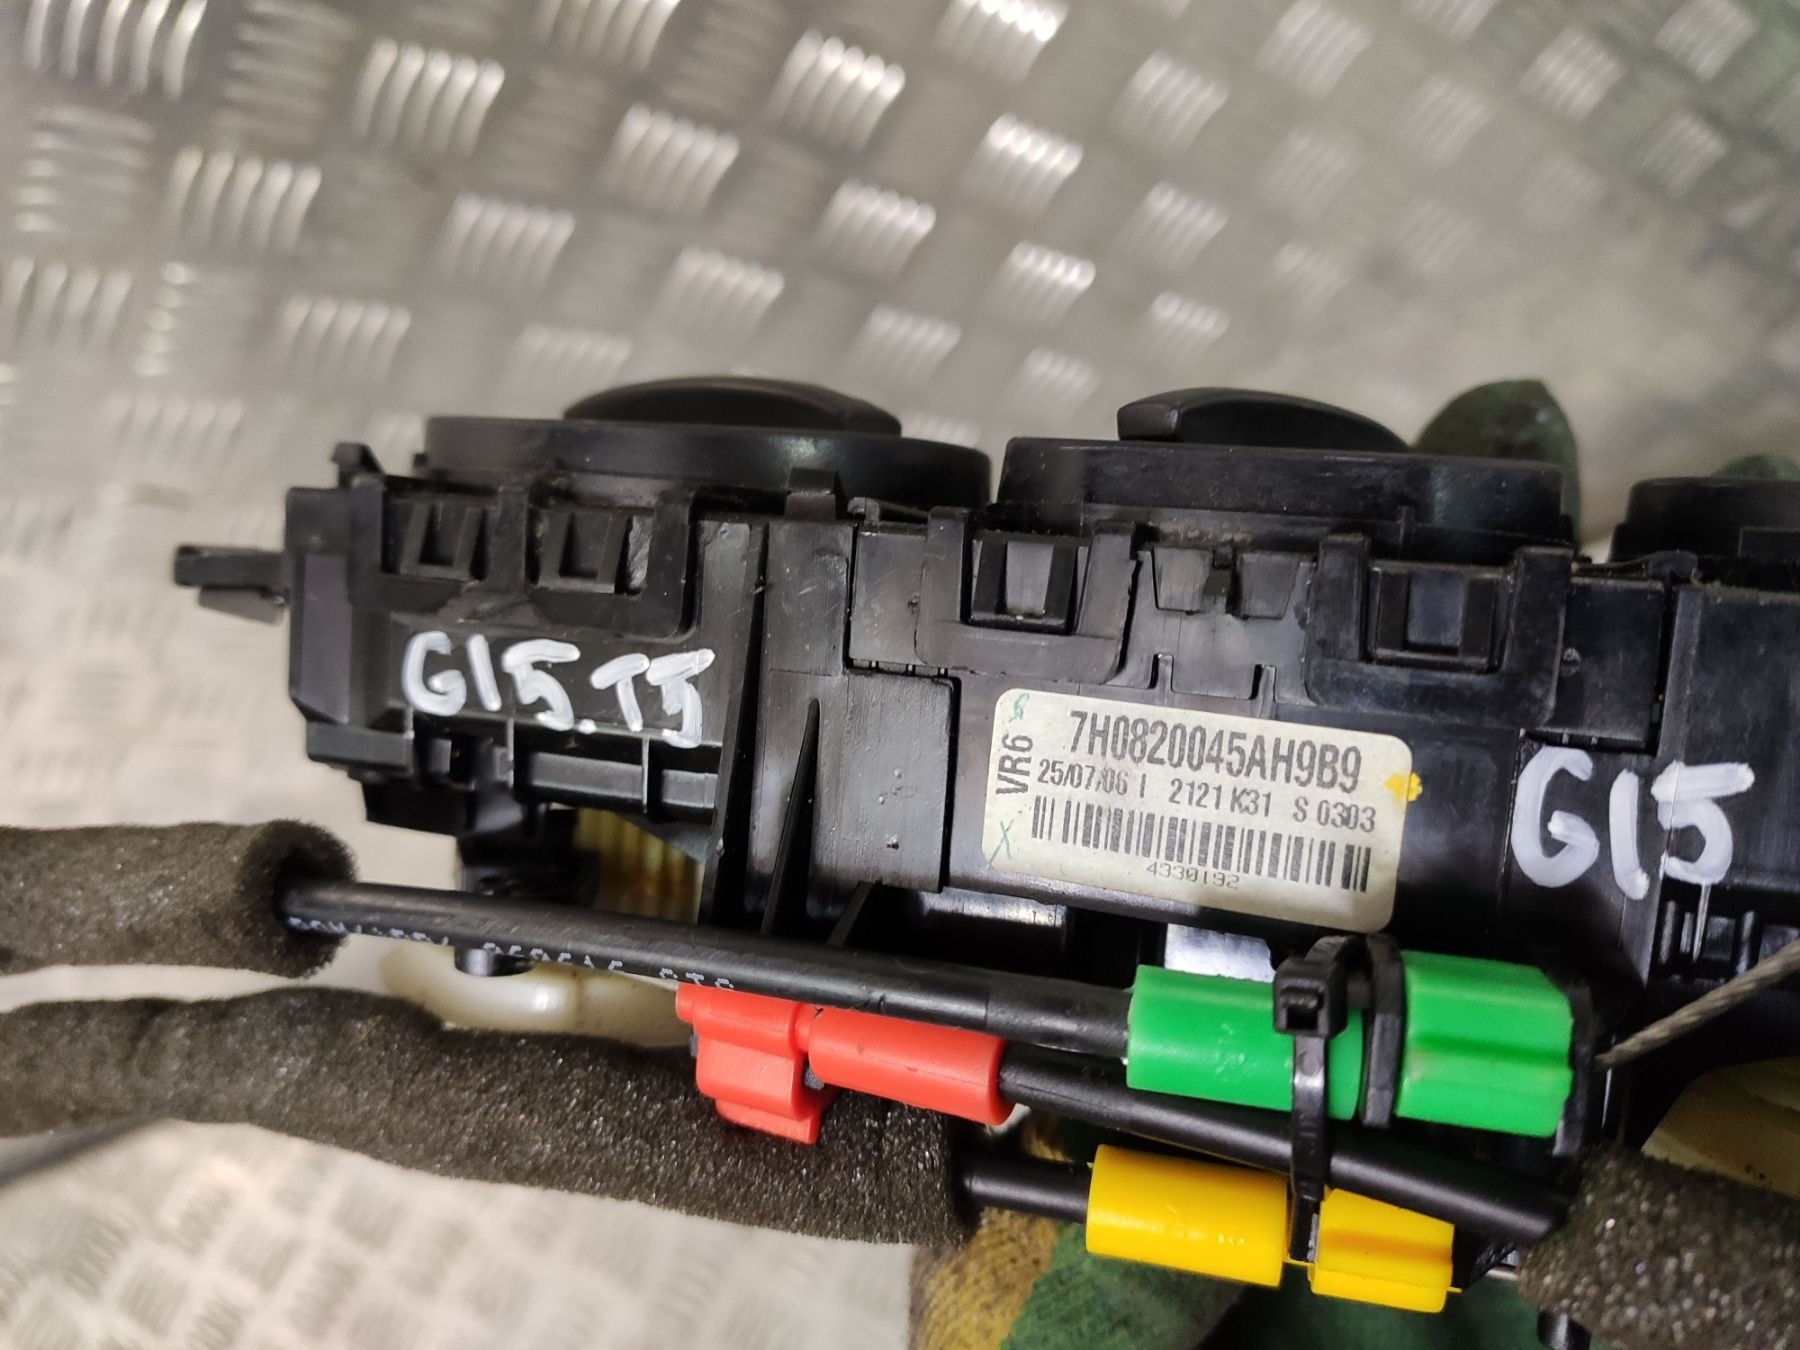 G15.T5
7H0820045AH9B9
VR6
25/07/06 I 2121 K31 S 0303
4330192
G15